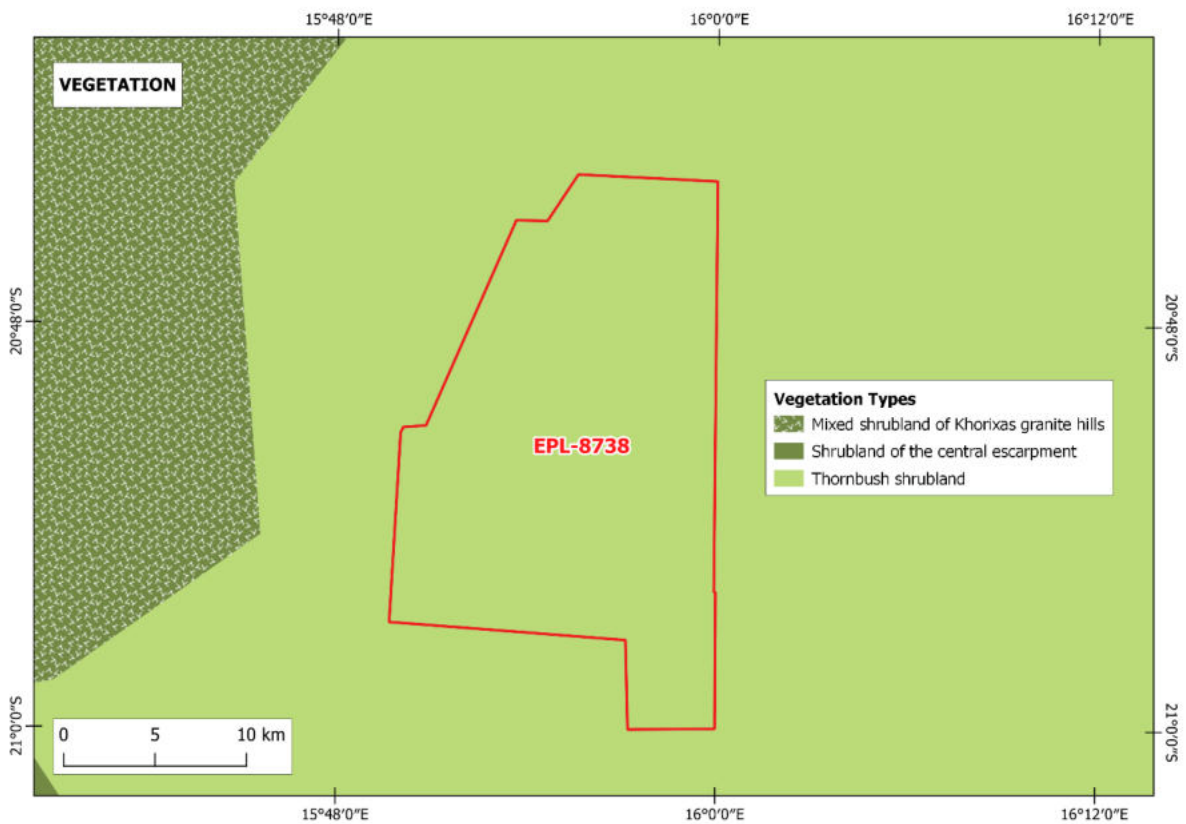 15°48'0"E 16°0'0"E 16°12'0"E
VEGETATION
20°48'0"S
20°48'0"S
Vegetation Types
Mixed shrubland of Khorixas granite hills
Shrubland of the central escarpment
Thornbush shrubland
EPL-8738
21°0'0"S
21°0'0"S
0 5 10 km
15°48'0"E 16°0'0"E 16°12'0"E